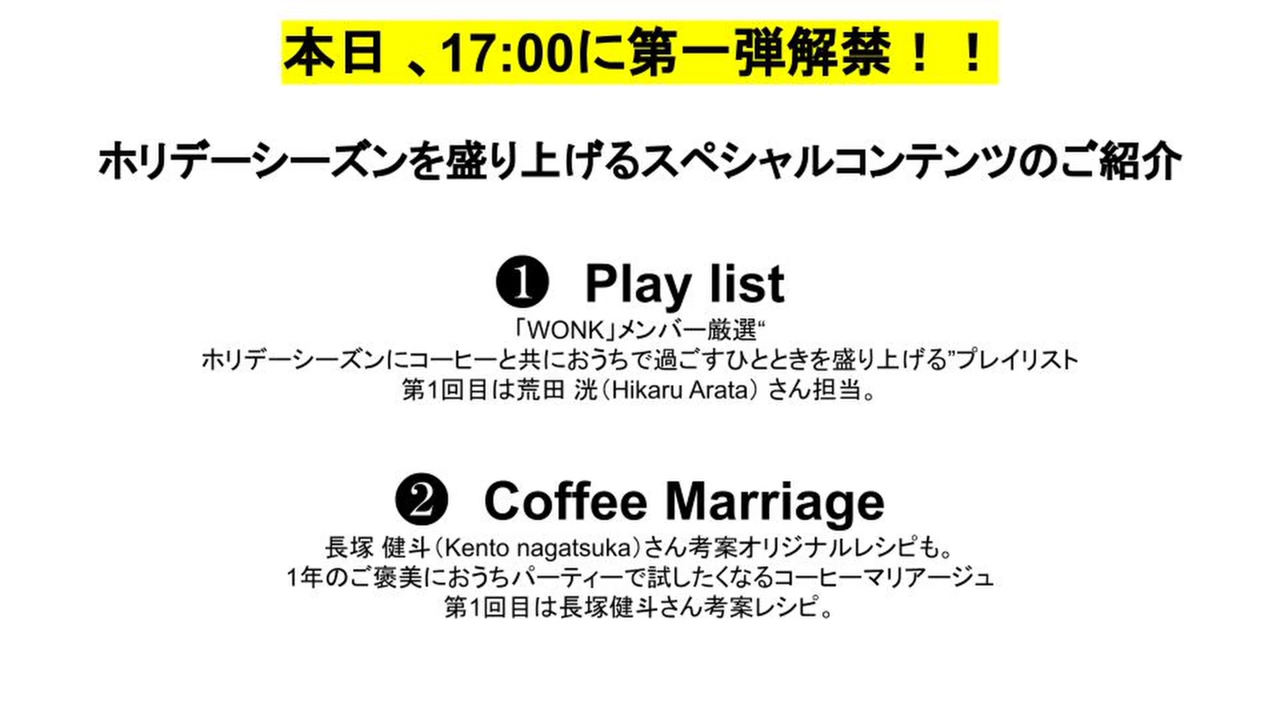 本日 、17:00に第一弾解禁！！
ホリデーシーズンを盛り上げるスペシャルコンテンツのご紹介
❶ Play list
「WONK」メンバー厳選“
ホリデーシーズンにコーヒーと共におうちで過ごすひとときを盛り上げる”プレイリスト
第1回目は荒田 洸（Hikaru Arata） さん担当。
❷ Coffee Marriage
長塚 健斗（Kento nagatsuka）さん考案オリジナルレシピも。
1年のご褒美におうちパーティーで試したくなるコーヒーマリアージュ
第1回目は長塚健斗さん考案レシピ。